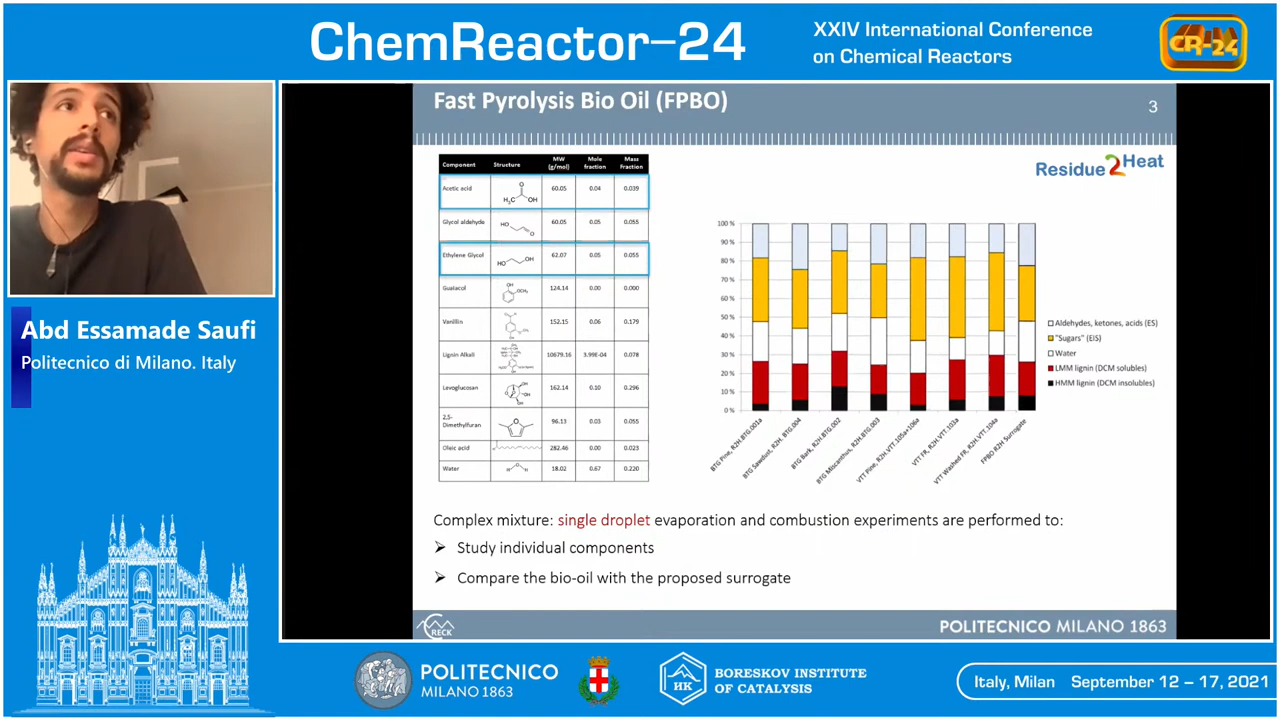 ChemReactor–24
XXIV International Conference
on Chemical Reactors
CR-24
Abd Essamade Saufi
Politecnico di Milano. Italy
Fast Pyrolysis Bio Oil (FPBO)
3
Residue2Heat
Component Structure MW (g/mol) Mole fraction Mass Fraction
Acetic acid H₃C O OH 60.05 0.04 0.039
Glycol aldehyde HO O 60.05 0.05 0.055
Ethylene Glycol HO OH 62.07 0.05 0.055
Guaiacol OH OCH₃ 124.14 0.00 0.000
Vanillin 152.15 0.06 0.179
Lignin Alkali 10679.16 3.99E-04 0.078
Levoglucosan 162.14 0.10 0.296
2,5-Dimethylfuran 96.13 0.03 0.055
Oleic acid 282.46 0.00 0.023
Water H O H 18.02 0.67 0.220
100 %
90 %
80 %
70 %
60 %
50 %
40 %
30 %
20 %
10 %
0 %
BTG Pine, R2H.BTG.001a
BTG Sawdust, R2H, BTG.004
BTG Bark, R2H.BTG.002
BTG Miscanthus, R2H.BTG.003
VTT Pine, R2H.VTT.105a+106a
VTT FR, R2H.VTT.103a
VTT Washed FR, R2H.VTT.104a
FPBO R2H Surrogate
Aldehydes, ketones, acids (ES)
"Sugars" (EIS)
Water
LMM lignin (DCM solubles)
HMM lignin (DCM insolubles)
Complex mixture: single droplet evaporation and combustion experiments are performed to:
Study individual components
Compare the bio-oil with the proposed surrogate
CRECK
POLITECNICO MILANO 1863
POLITECNICO
MILANO 1863
HK
BORESKOV INSTITUTE
OF CATALYSIS
Italy, Milan September 12 – 17, 2021